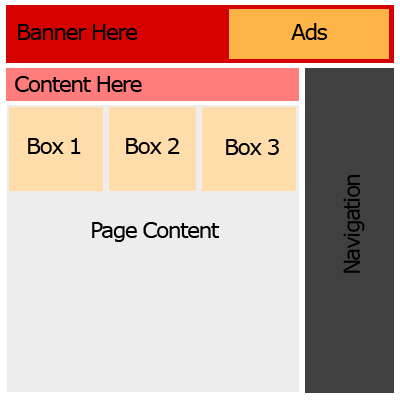 Banner Here
Ads
Content Here
Box 1
Box 2
Box 3
Page Content
Navigation